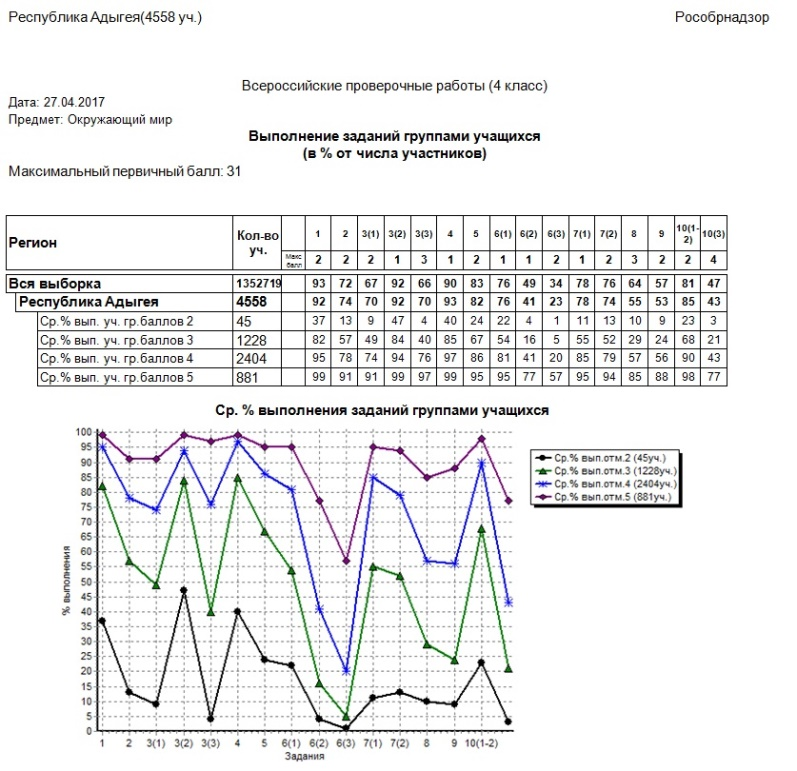 Республика Адыгея(4558 уч.) Рособрнадзор
Всероссийские проверочные работы (4 класс)
Дата: 27.04.2017
Предмет: Окружающий мир
Выполнение заданий группами учащихся
(в % от числа участников)
Максимальный первичный балл: 31
Регион Кол-во уч. 1 2 3(1) 3(2) 3(3) 4 5 6(1) 6(2) 6(3) 7(1) 7(2) 8 9 10(1-2) 10(3)
Макс балл 2 2 2 1 3 1 2 1 2 2 1 1 3 2 2 4
Вся выборка 1352719 93 72 67 92 66 90 83 76 49 34 78 76 64 57 81 47
Республика Адыгея 4558 92 74 70 92 70 93 82 76 41 23 78 74 55 53 85 43
Ср.% вып. уч. гр.баллов 2 45 37 13 9 47 4 40 24 22 4 1 11 13 10 9 23 3
Ср.% вып. уч. гр.баллов 3 1228 82 57 49 84 40 85 67 54 16 5 55 52 29 24 68 21
Ср.% вып. уч. гр.баллов 4 2404 95 78 74 94 76 97 86 81 41 20 85 79 57 56 90 43
Ср.% вып. уч. гр.баллов 5 881 99 91 91 99 97 99 95 95 77 57 95 94 85 88 98 77
Ср. % выполнения заданий группами учащихся
100
95
90
85
80
75
70
65
60
55
50
45
40
35
30
25
20
15
10
5
0
% выполнения
1 2 3(1) 3(2) 3(3) 4 5 6(1) 6(2) 6(3) 7(1) 7(2) 8 9 10(1-2)
Задания
Ср.% вып.отм.2 (45уч.)
Ср.% вып.отм.3 (1228уч.)
Ср.% вып.отм.4 (2404уч.)
Ср.% вып.отм.5 (881уч.)